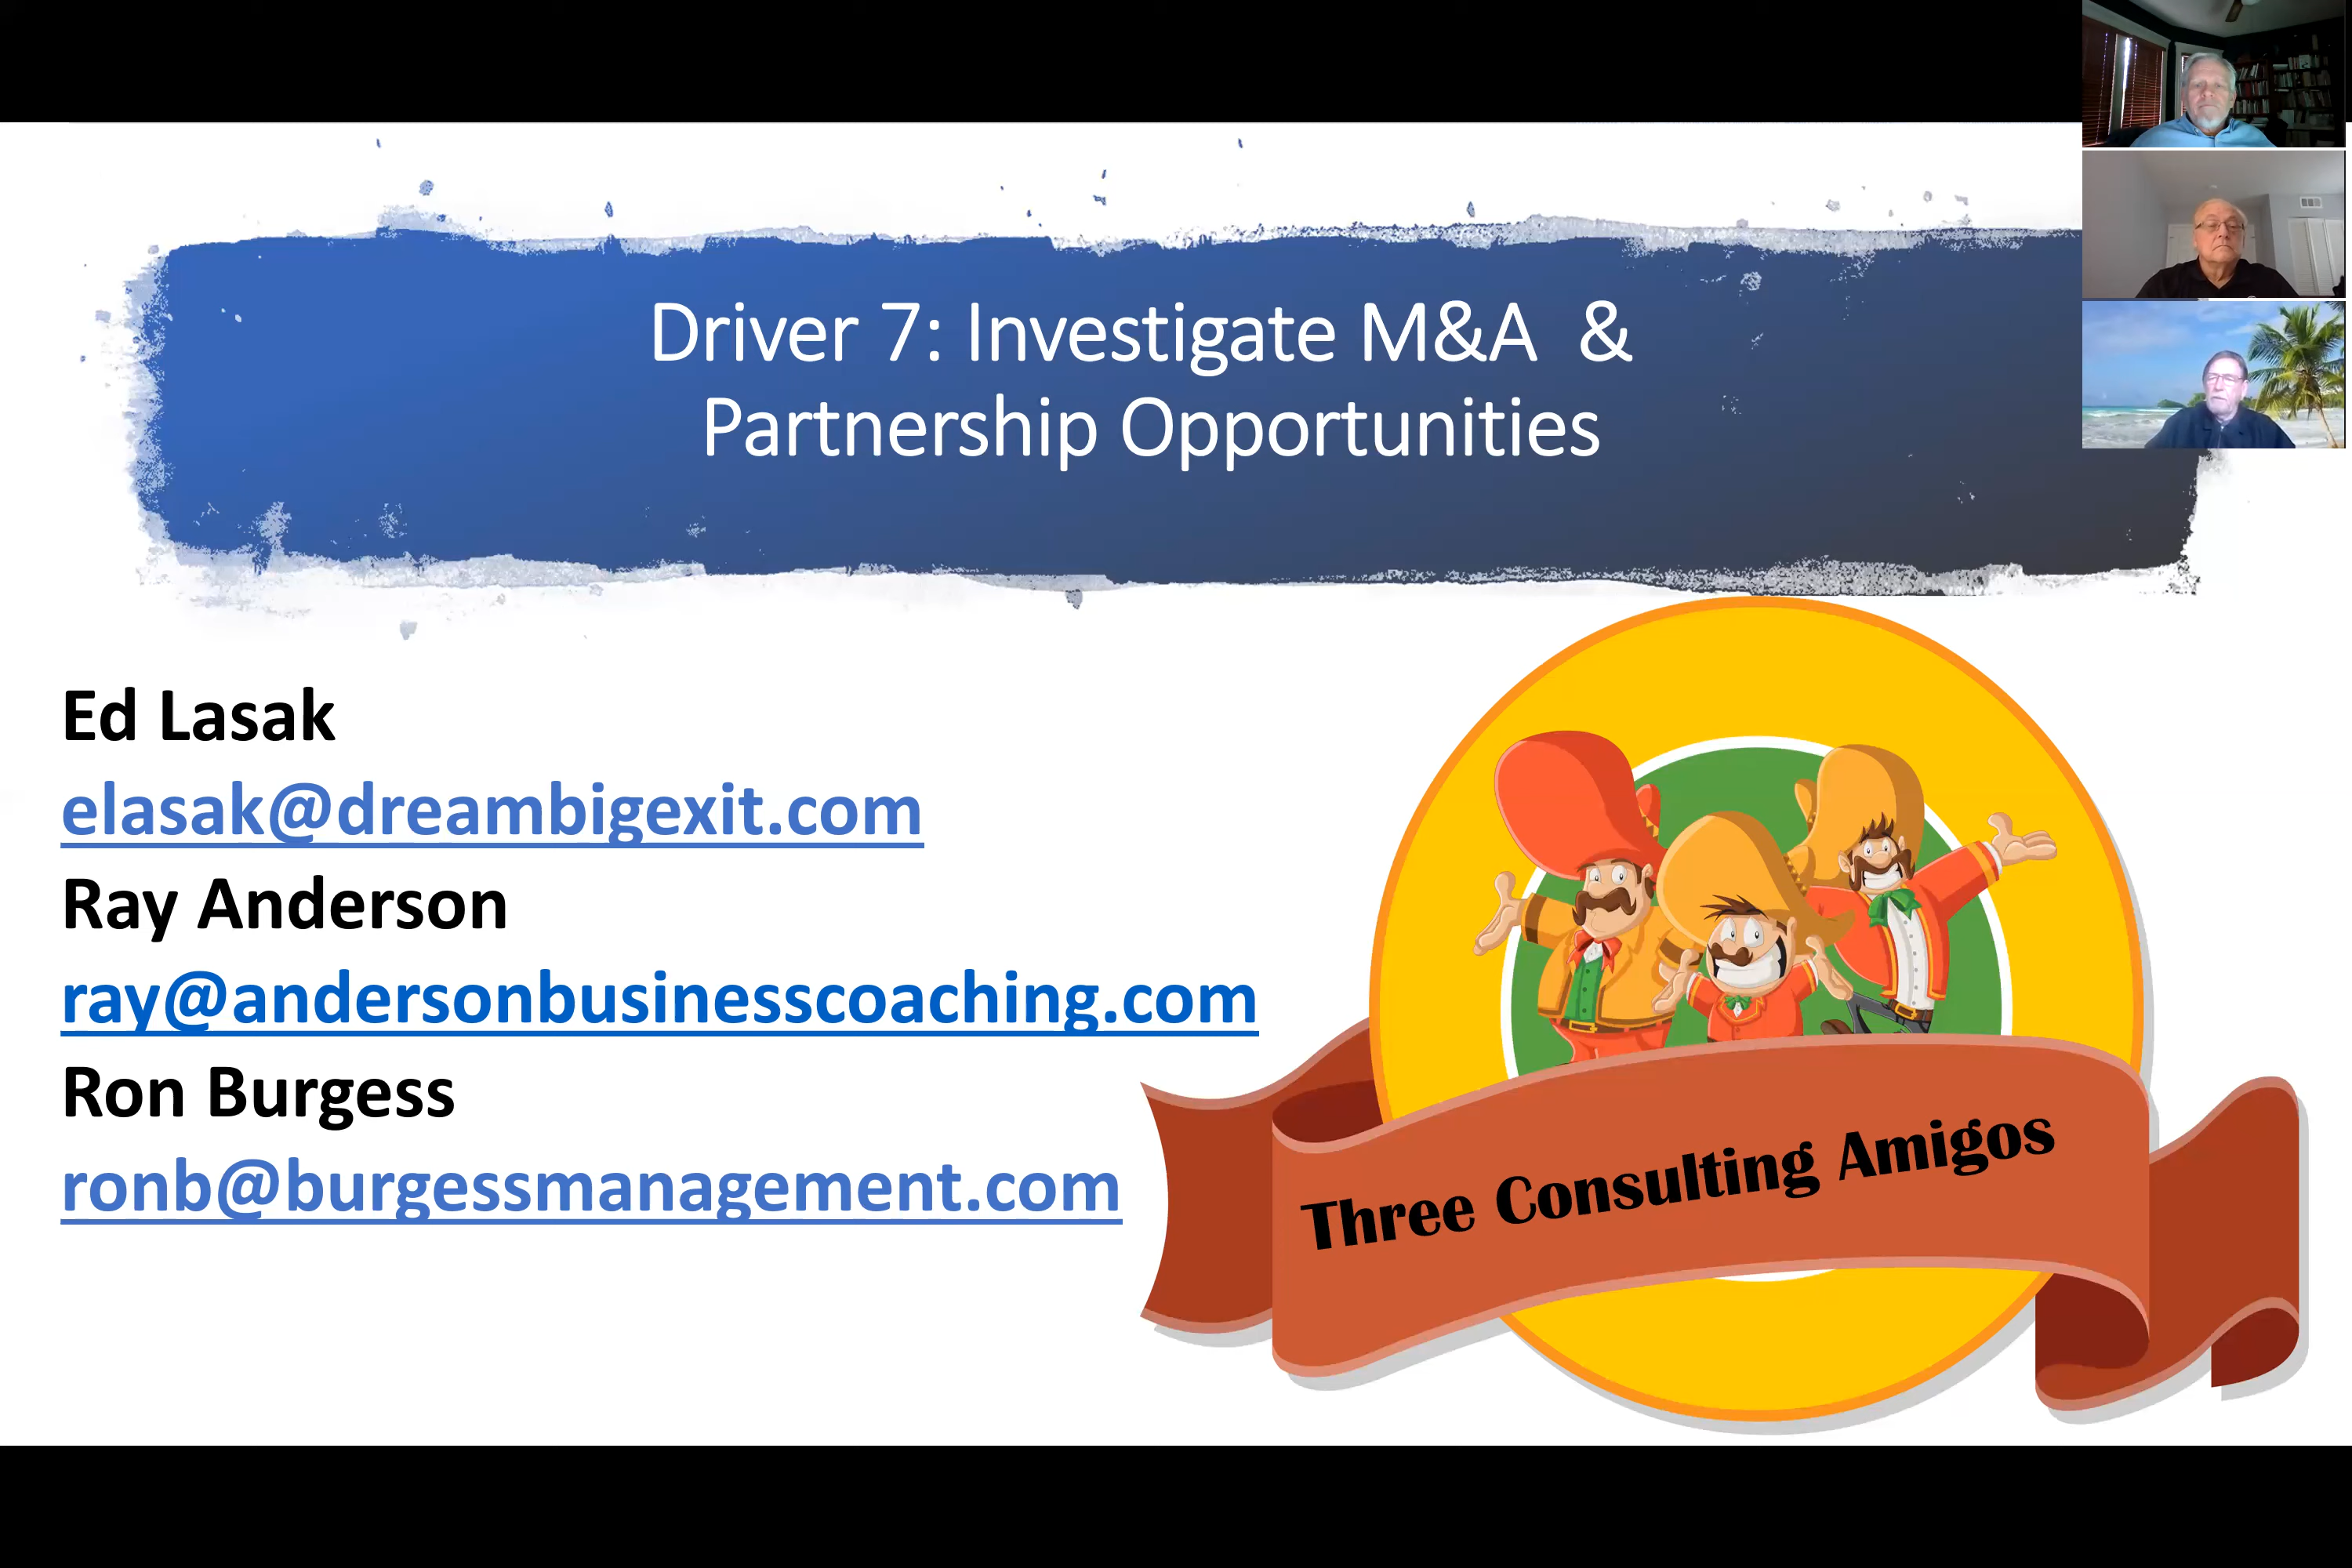 Driver 7: Investigate M&A  &
Partnership Opportunities
Ed Lasak
elasak@dreambigexit.com
Ray Anderson
ray@andersonbusinesscoaching.com
Ron Burgess
ronb@burgessmanagement.com
Three Consulting Amigos